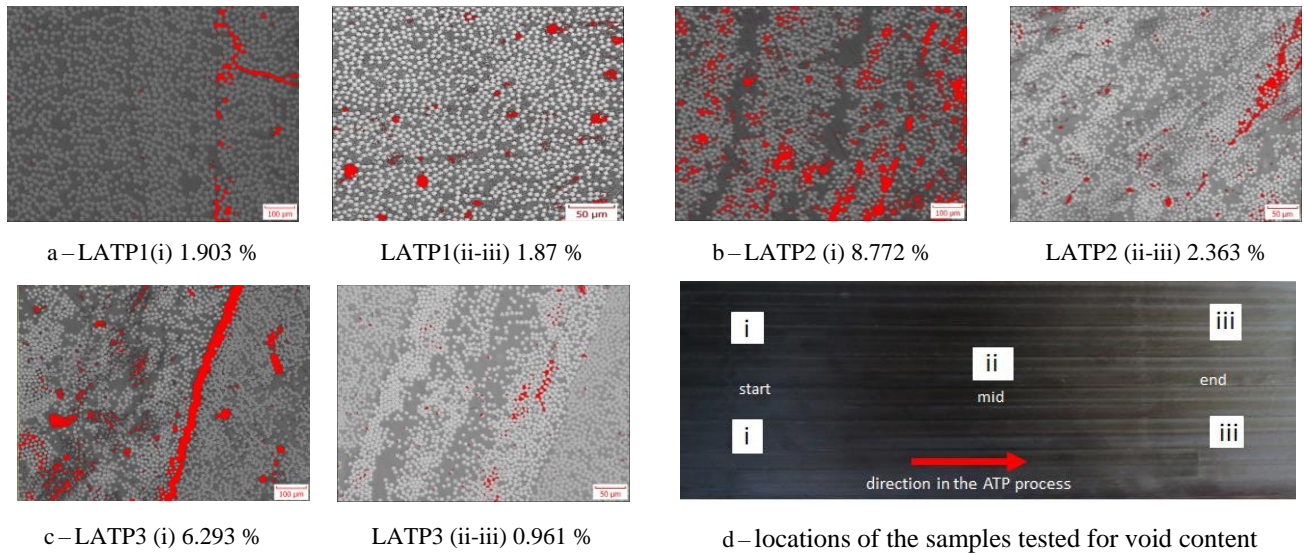 100 µm
50 µm
100 µm
50 µm
a – LATP1(i) 1.903 %
LATP1(ii-iii) 1.87 %
b – LATP2 (i) 8.772 %
LATP2 (ii-iii) 2.363 %
100 µm
50 µm
i
iii
ii
start
mid
end
i
iii
direction in the ATP process
c – LATP3 (i) 6.293 %
LATP3 (ii-iii) 0.961 %
d – locations of the samples tested for void content